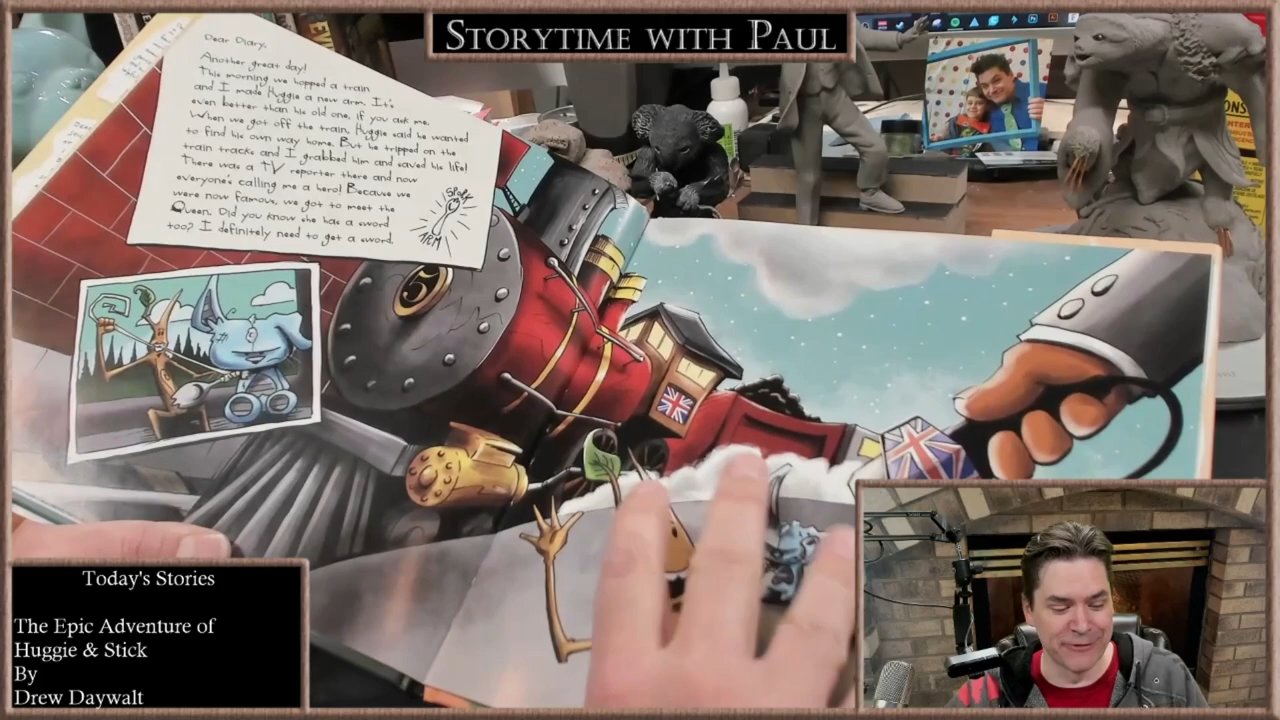 STORYTIME WITH PAUL
Dear Diary,
Another great day!
This morning we hopped a train
and I made Huggie a new arm. It's
even better than his old one, if you ask me.
When we got off the train, Huggie said he wanted
to find his own way home. But he tripped on the
train tracks and I grabbed him and saved his life!
There was a TV reporter there and now
everyone's calling me a hero! Because we
were now famous, we got to meet the
Queen. Did you know she has a sword
too? I definitely need to get a sword.
SPORK
ARM
5
Today's Stories
The Epic Adventure of
Huggie & Stick
By
Drew Daywalt